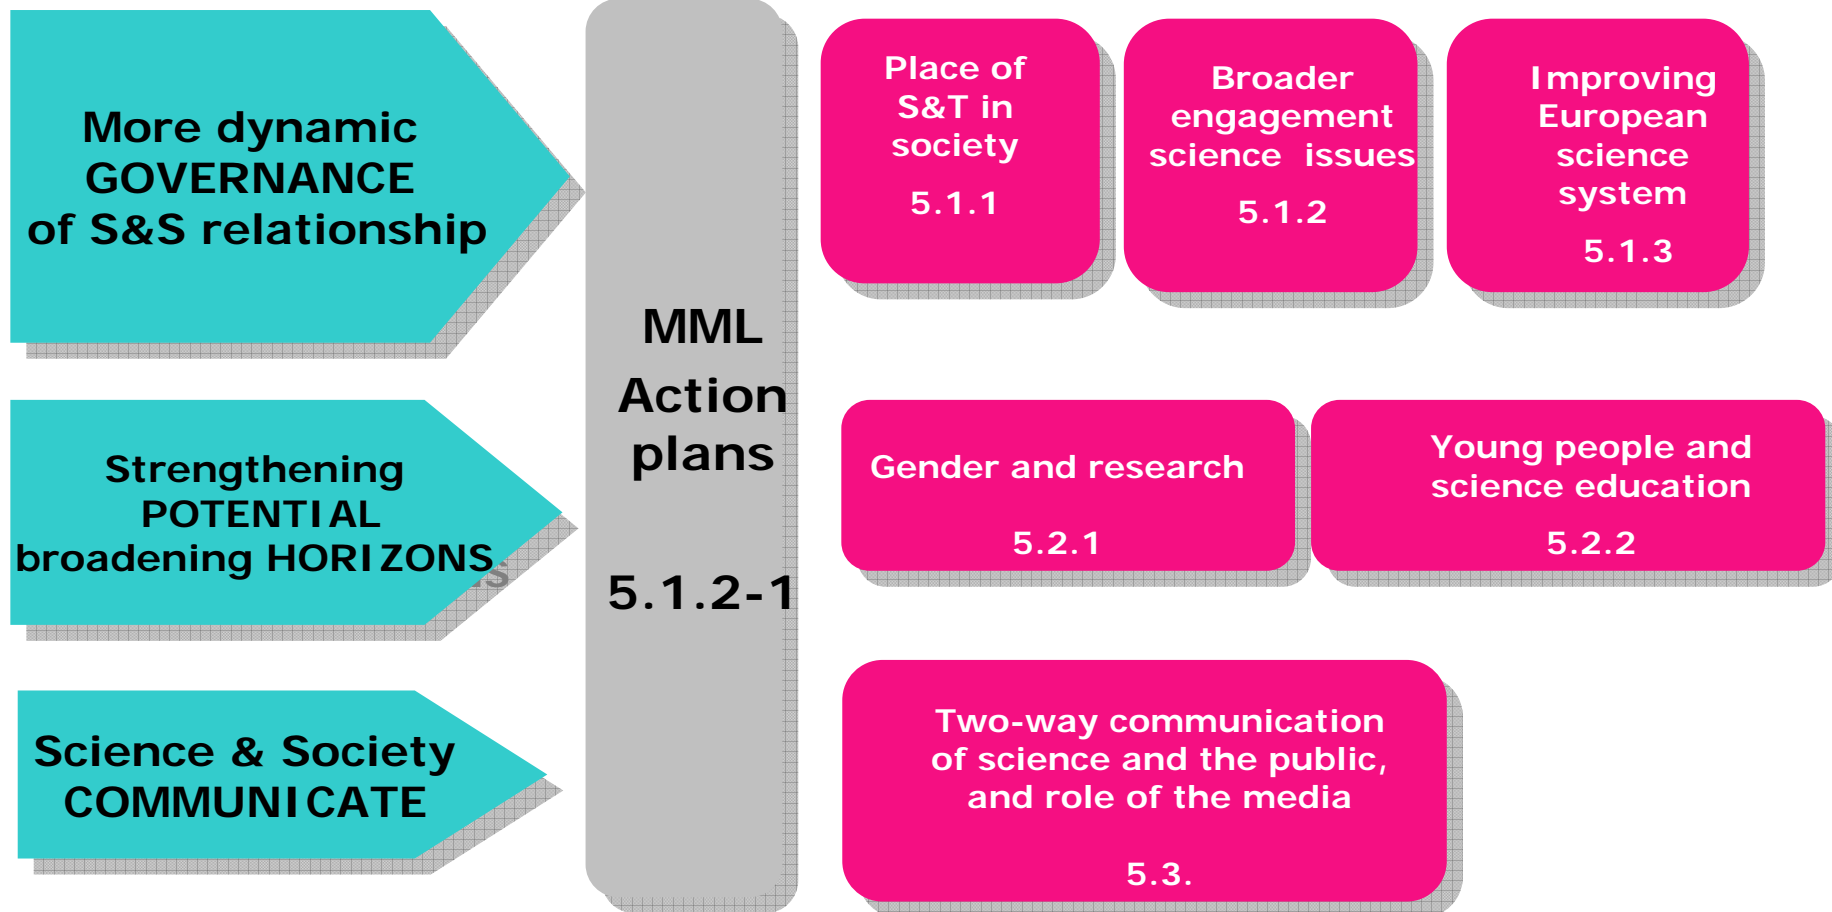 More dynamic
GOVERNANCE
of S&S relationship
Strengthening
POTENTIAL
broadening HORIZONS
Science & Society
COMMUNICATE
MML
Action
plans
5.1.2-1
Place of
S&T in
society
5.1.1
Broader
engagement
science issues
5.1.2
Improving
European
science
system
5.1.3
Gender and research
5.2.1
Young people and
science education
5.2.2
Two-way communication
of science and the public,
and role of the media
5.3.